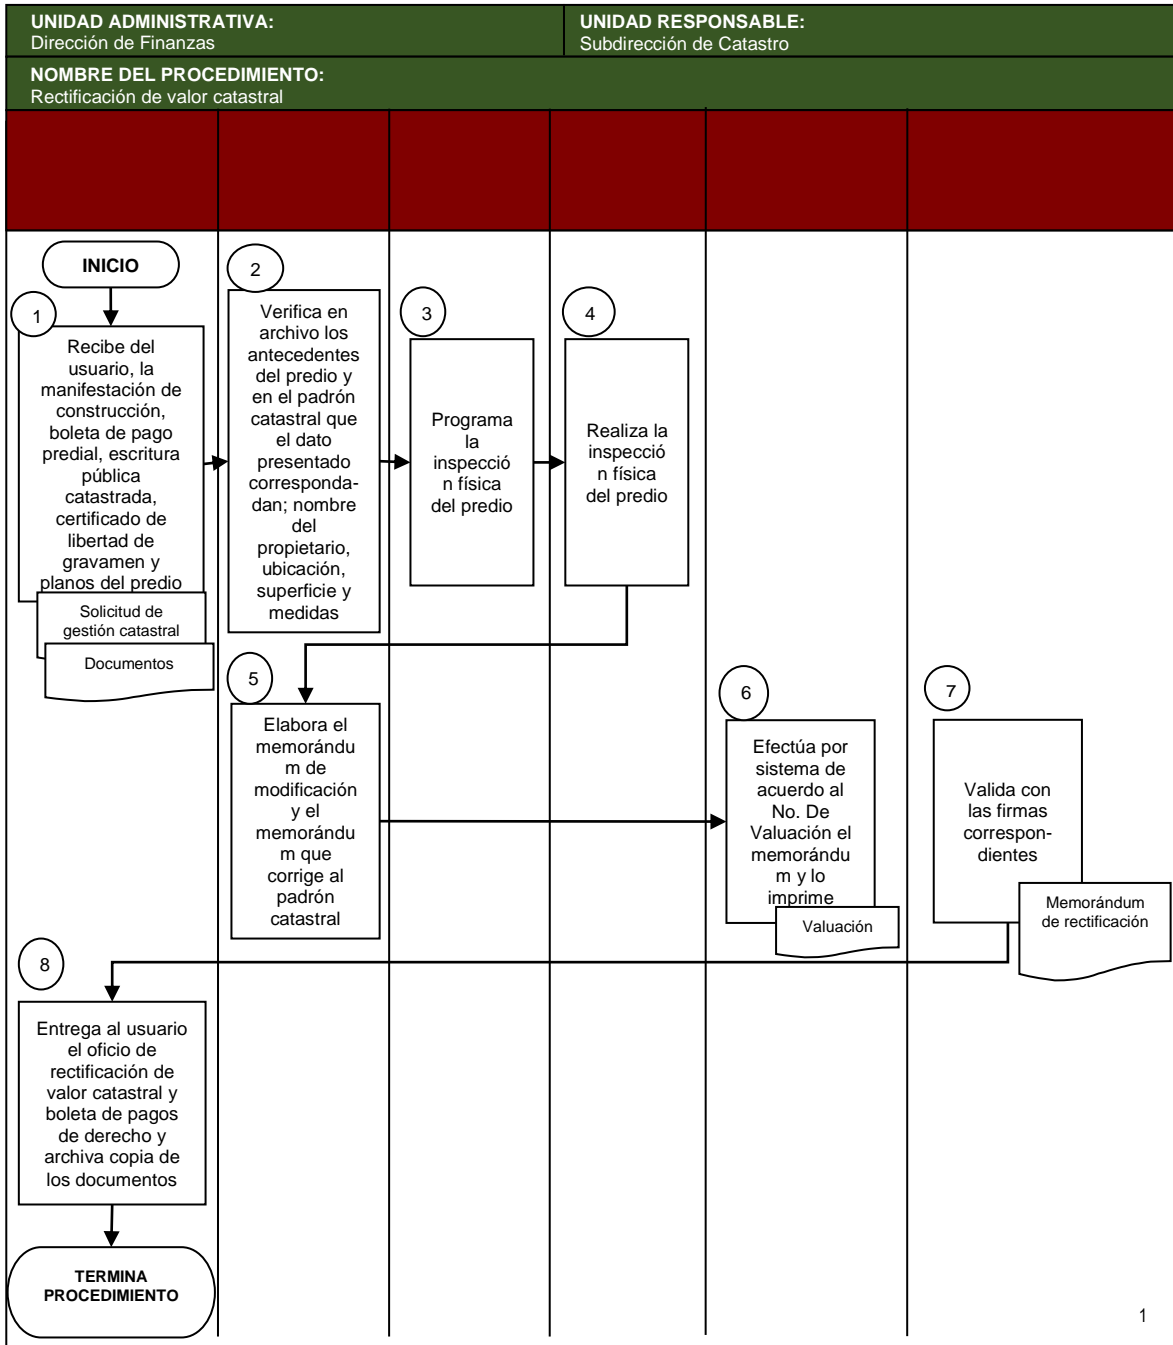 UNIDAD ADMINISTRATIVA:
Dirección de Finanzas
UNIDAD RESPONSABLE:
Subdirección de Catastro
NOMBRE DEL PROCEDIMIENTO:
Rectificación de valor catastral
INICIO
1
Recibe del
usuario, la
manifestación de
construcción,
boleta de pago
predial, escritura
pública
catastrada,
certificado de
libertad de
gravamen y
planos del predio
Solicitud de
gestión catastral
Documentos
2
Verifica en
archivo los
antecedentes
del predio y
en el padrón
catastral que
el dato
presentado
corresponda-
dan; nombre
del
propietario,
ubicación,
superficie y
medidas
3
Programa
la
inspecció
n física
del predio
4
Realiza la
inspecció
n física
del predio
5
Elabora el
memorándu
m de
modificación
y el
memorándu
m que
corrige al
padrón
catastral
6
Efectúa por
sistema de
acuerdo al
No. De
Valuación el
memorándu
m y lo
imprime
Valuación
7
Valida con
las firmas
correspon-
dientes
Memorándum
de rectificación
8
Entrega al usuario
el oficio de
rectificación de
valor catastral y
boleta de pagos
de derecho y
archiva copia de
los documentos
TERMINA
PROCEDIMIENTO
1